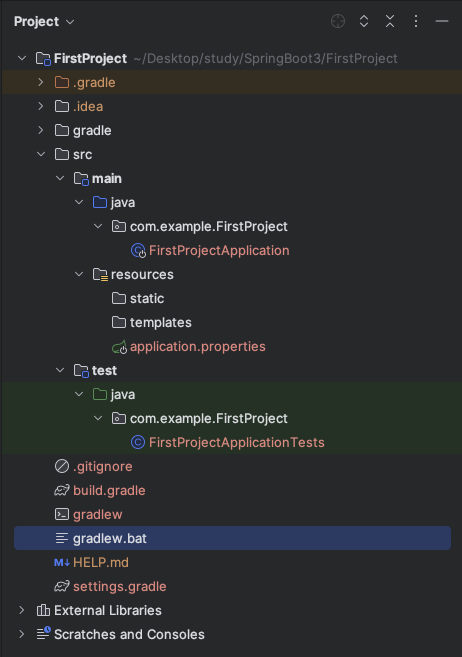 Project
FirstProject ~/Desktop/study/SpringBoot3/FirstProject
.gradle
.idea
gradle
src
main
java
com.example.FirstProject
FirstProjectApplication
resources
static
templates
application.properties
test
java
com.example.FirstProject
FirstProjectApplicationTests
.gitignore
build.gradle
gradlew
gradlew.bat
M↓ HELP.md
settings.gradle
External Libraries
Scratches and Consoles